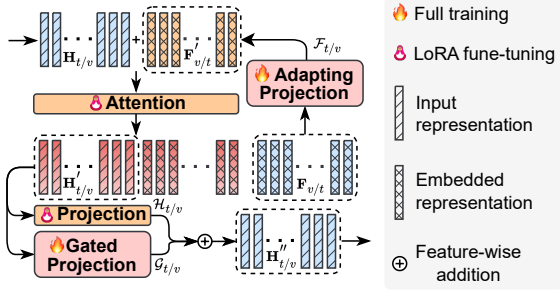 H_{t/v}
+
F'_{v/t}
F_{t/v}
Attention
Adapting
Projection
H'_{t/v}
F_{v/t}
Projection
H_{t/v}
Gated
Projection
G_{t/v}
H''_{t/v}
Full training
LoRA fune-tuning
Input
representation
Embedded
representation
Feature-wise
addition